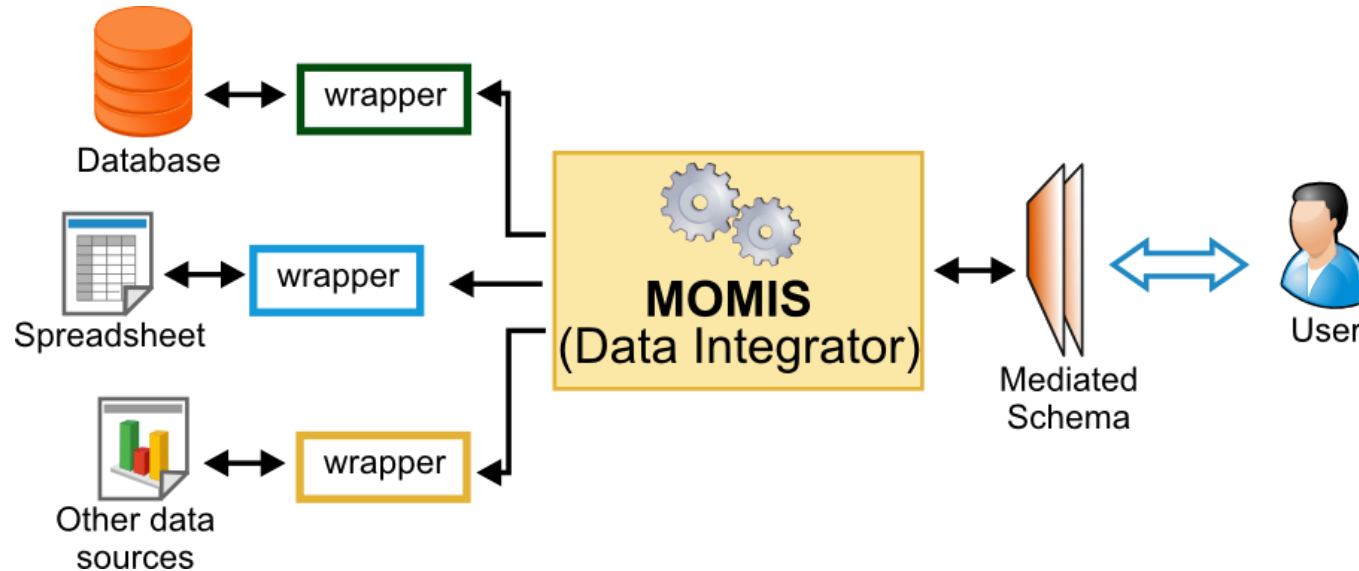 wrapper
Database
wrapper
Spreadsheet
wrapper
Other data
sources
MOMIS
(Data Integrator)
Mediated
Schema
User